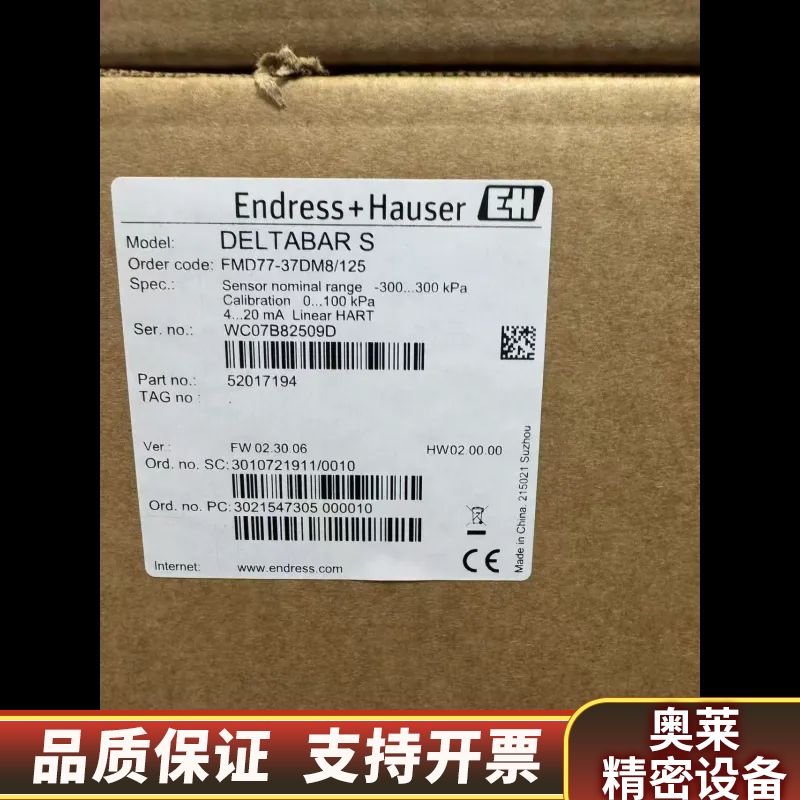 Endress+Hauser EH
Model: DELTABAR S
Order code: FMD77-37DM8/125
Spec.: Sensor nominal range -300...300 kPa
Calibration 0...100 kPa
4...20 mA Linear HART
Ser. no.: WC07B82509D
Part no.: 52017194
TAG no : .
Ver.: FW 02.30.06 HW02.00.00
Ord. no. SC: 3010721911/0010
Ord. no. PC: 3021547305 000010
Made in China. 215021 Suzhou
CE
Internet: www.endress.com
品质保证 支持开票
奥莱
精密设备